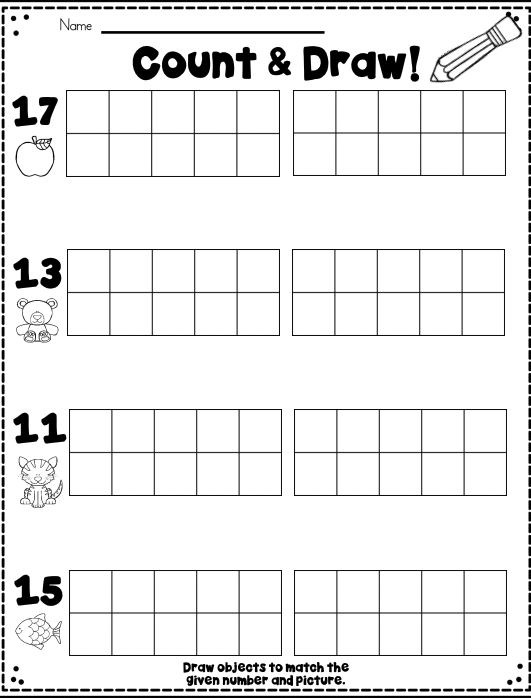 Name
Count & Draw!
17
13
11
15
Draw objects to match the
given number and picture.